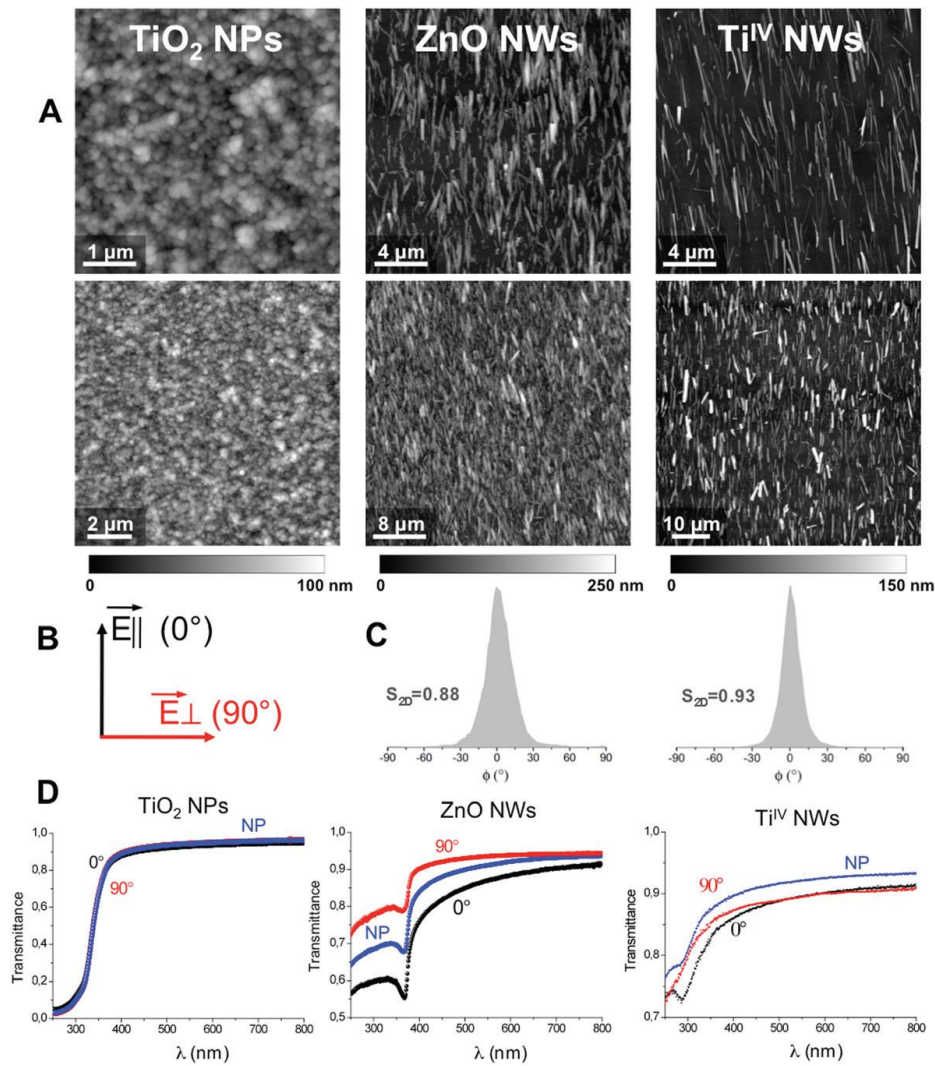 TiO₂ NPs
ZnO NWs
Ti^IV NWs
A
1 µm
4 µm
4 µm
2 µm
8 µm
10 µm
0 100 nm
0 250 nm
0 150 nm
B
E|| (0°)
E⊥ (90°)
C
S₂D=0.88
-90 -60 -30 0 30 60 90
ϕ (°)
S₂D=0.93
-90 -60 -30 0 30 60 90
ϕ (°)
D
TiO₂ NPs
Transmittance
1,0
0,8
0,6
0,4
0,2
0,0
NP
0°
90°
300 400 500 600 700 800
λ (nm)
ZnO NWs
Transmittance
1,0
0,9
0,8
0,7
0,6
0,5
90°
NP
0°
300 400 500 600 700 800
λ (nm)
Ti^IV NWs
Transmittance
1,0
0,9
0,8
0,7
NP
90°
0°
300 400 500 600 700 800
λ (nm)